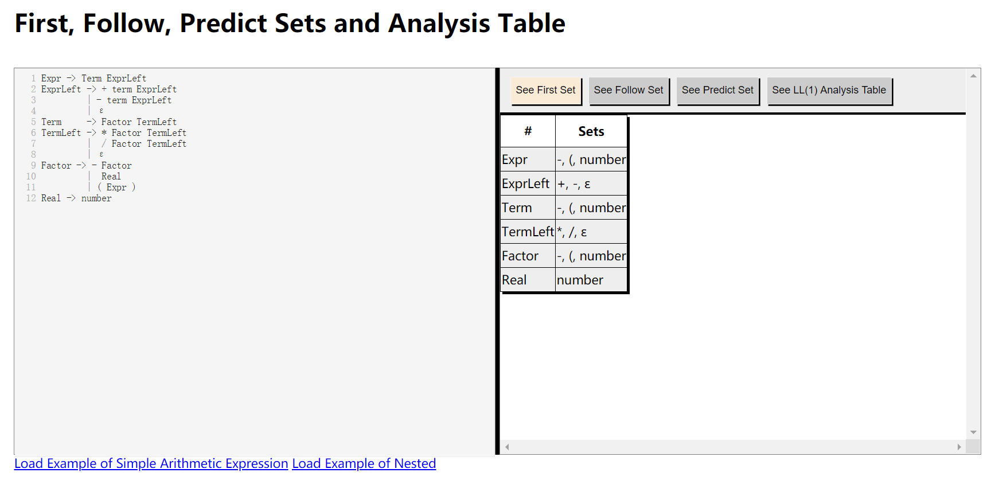 First, Follow, Predict Sets and Analysis Table
1 Expr -> Term ExprLeft
2 ExprLeft -> + term ExprLeft
3 | - term ExprLeft
4 | ε
5 Term -> Factor TermLeft
6 TermLeft -> * Factor TermLeft
7 | / Factor TermLeft
8 | ε
9 Factor -> - Factor
10 | Real
11 | ( Expr )
12 Real -> number
See First Set See Follow Set See Predict Set See LL(1) Analysis Table
# Sets
Expr -, (, number
ExprLeft +, -, ε
Term -, (, number
TermLeft *, /, ε
Factor -, (, number
Real number
Load Example of Simple Arithmetic Expression Load Example of Nested